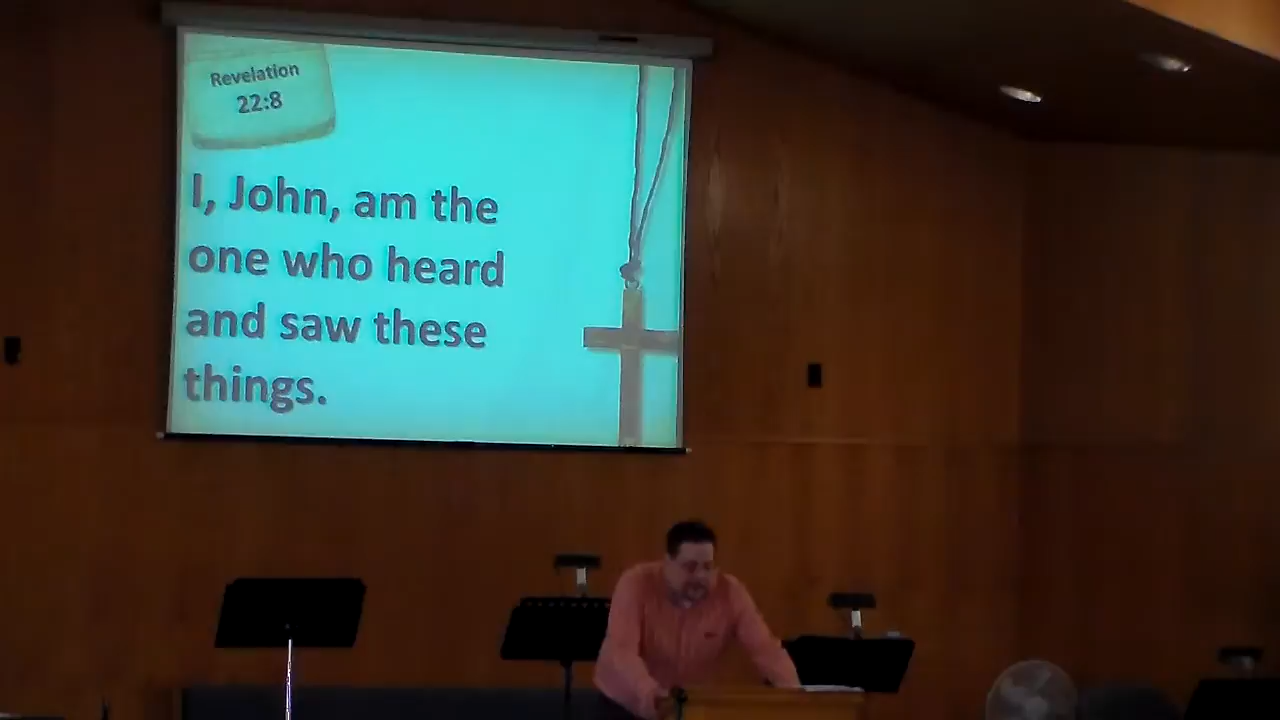 Revelation
22:8
I, John, am the
one who heard
and saw these
things.